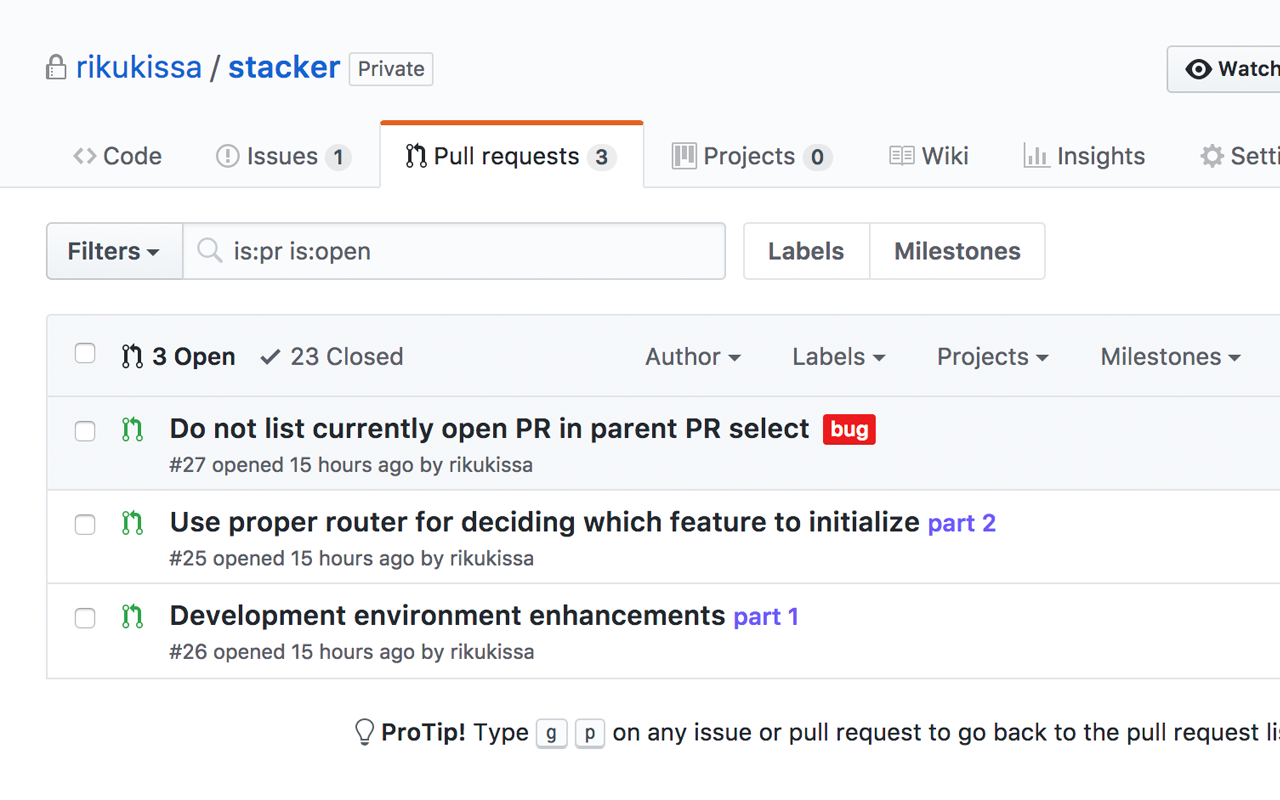 rikukissa / stacker Private Watch
Code Issues 1 Pull requests 3 Projects 0 Wiki Insights Setti
Filters is:pr is:open Labels Milestones
3 Open 23 Closed Author Labels Projects Milestones
Do not list currently open PR in parent PR select bug
#27 opened 15 hours ago by rikukissa
Use proper router for deciding which feature to initialize part 2
#25 opened 15 hours ago by rikukissa
Development environment enhancements part 1
#26 opened 15 hours ago by rikukissa
ProTip! Type g p on any issue or pull request to go back to the pull request lis